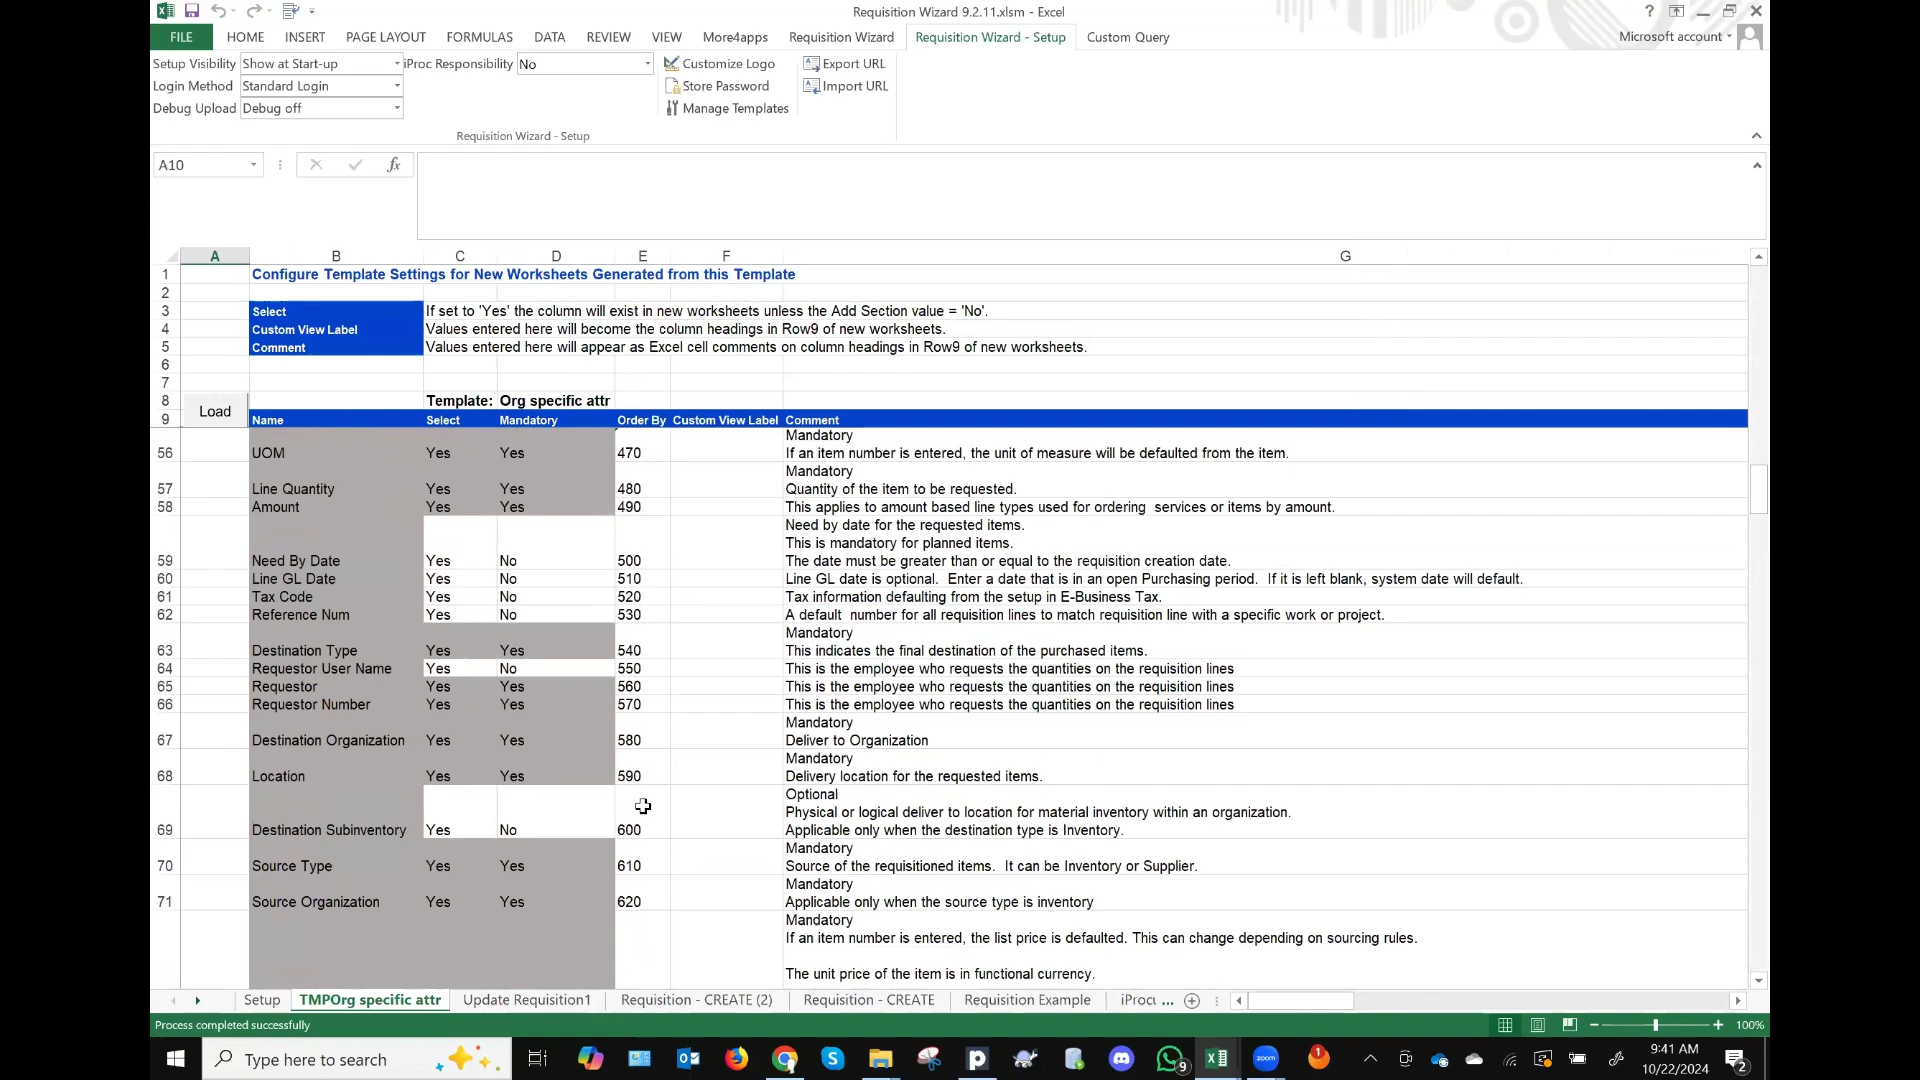 Requisition Wizard 9.2.11.xlsm - Excel
FILE HOME INSERT PAGE LAYOUT FORMULAS DATA REVIEW VIEW More4apps Requisition Wizard Requisition Wizard - Setup Custom Query Microsoft account
Setup Visibility Show at Start-up iProc Responsibility No Customize Logo Export URL
Login Method Standard Login Store Password Import URL
Debug Upload Debug off Manage Templates
Requisition Wizard - Setup
A10 fx
A B C D E F G
1 Configure Template Settings for New Worksheets Generated from this Template
2
3 Select If set to 'Yes' the column will exist in new worksheets unless the Add Section value = 'No'.
4 Custom View Label Values entered here will become the column headings in Row9 of new worksheets.
5 Comment Values entered here will appear as Excel cell comments on column headings in Row9 of new worksheets.
6
7
8 Template: Org specific attr
Load
9 Name Select Mandatory Order By Custom View Label Comment
Mandatory
56 UOM Yes Yes 470 If an item number is entered, the unit of measure will be defaulted from the item.
Mandatory
57 Line Quantity Yes Yes 480 Quantity of the item to be requested.
58 Amount Yes Yes 490 This applies to amount based line types used for ordering services or items by amount.
Need by date for the requested items.
This is mandatory for planned items.
59 Need By Date Yes No 500 The date must be greater than or equal to the requisition creation date.
60 Line GL Date Yes No 510 Line GL date is optional. Enter a date that is in an open Purchasing period. If it is left blank, system date will default.
61 Tax Code Yes No 520 Tax information defaulting from the setup in E-Business Tax.
62 Reference Num Yes No 530 A default number for all requisition lines to match requisition line with a specific work or project.
Mandatory
63 Destination Type Yes Yes 540 This indicates the final destination of the purchased items.
64 Requestor User Name Yes No 550 This is the employee who requests the quantities on the requisition lines
65 Requestor Yes Yes 560 This is the employee who requests the quantities on the requisition lines
66 Requestor Number Yes Yes 570 This is the employee who requests the quantities on the requisition lines
Mandatory
67 Destination Organization Yes Yes 580 Deliver to Organization
Mandatory
68 Location Yes Yes 590 Delivery location for the requested items.
Optional
Physical or logical deliver to location for material inventory within an organization.
69 Destination Subinventory Yes No 600 Applicable only when the destination type is Inventory.
Mandatory
70 Source Type Yes Yes 610 Source of the requisitioned items. It can be Inventory or Supplier.
Mandatory
71 Source Organization Yes Yes 620 Applicable only when the source type is inventory
Mandatory
If an item number is entered, the list price is defaulted. This can change depending on sourcing rules.
The unit price of the item is in functional currency.
Setup TMPOrg specific attr Update Requisition1 Requisition - CREATE (2) Requisition - CREATE Requisition Example iProcu ...
Process completed successfully 100%
Type here to search 9 zoom 1 9:41 AM
10/22/2024 2